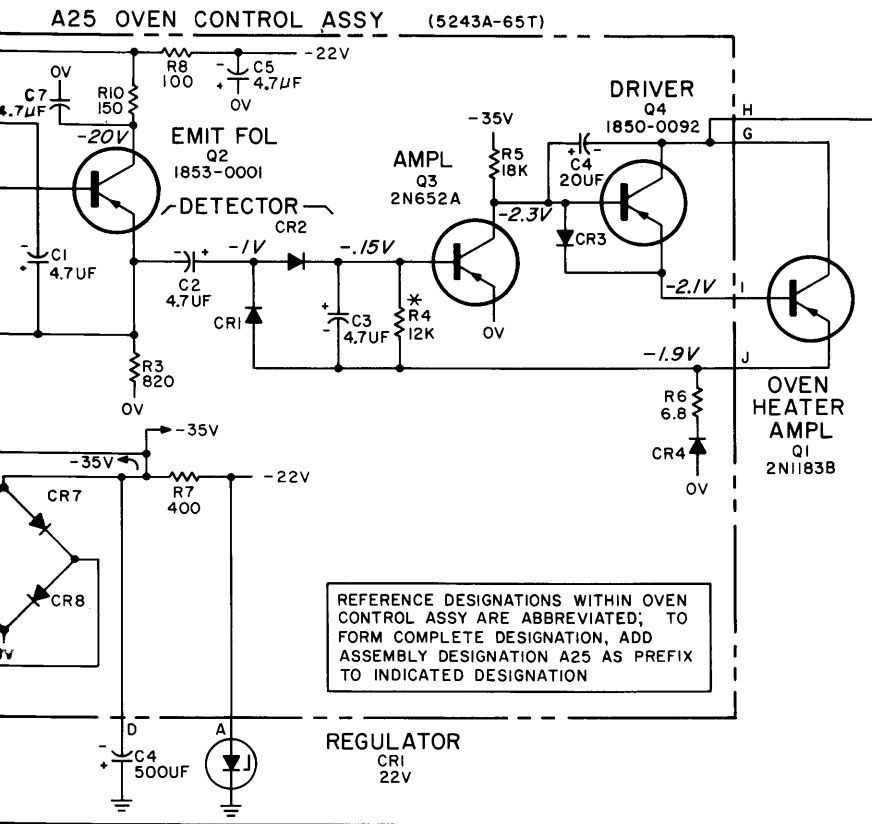 A25 OVEN CONTROL ASSY (5243A-65T)
R8
100
-22V
C5
4.7UF
- +
0V
0V
C7
4.7UF
R10
150
-20V
EMIT FOL
Q2
1853-0001
DETECTOR
CR2
AMPL
Q3
2N652A
-35V
R5
18K
C4
20UF
+ -
DRIVER
Q4
1850-0092
H
G
-2.3V
CR3
-2.1V
I
C1
4.7UF
- +
- +
C2
4.7UF
-1V
-.15V
CR1
+ -
C3
4.7UF
*
R4
12K
0V
-1.9V
J
R3
820
0V
R6
6.8
CR4
0V
OVEN
HEATER
AMPL
Q1
2N1183B
-35V
-35V
R7
400
-22V
CR7
CR8
REFERENCE DESIGNATIONS WITHIN OVEN
CONTROL ASSY ARE ABBREVIATED; TO
FORM COMPLETE DESIGNATION, ADD
ASSEMBLY DESIGNATION A25 AS PREFIX
TO INDICATED DESIGNATION
D
A
- +
C4
500UF
REGULATOR
CR1
22V